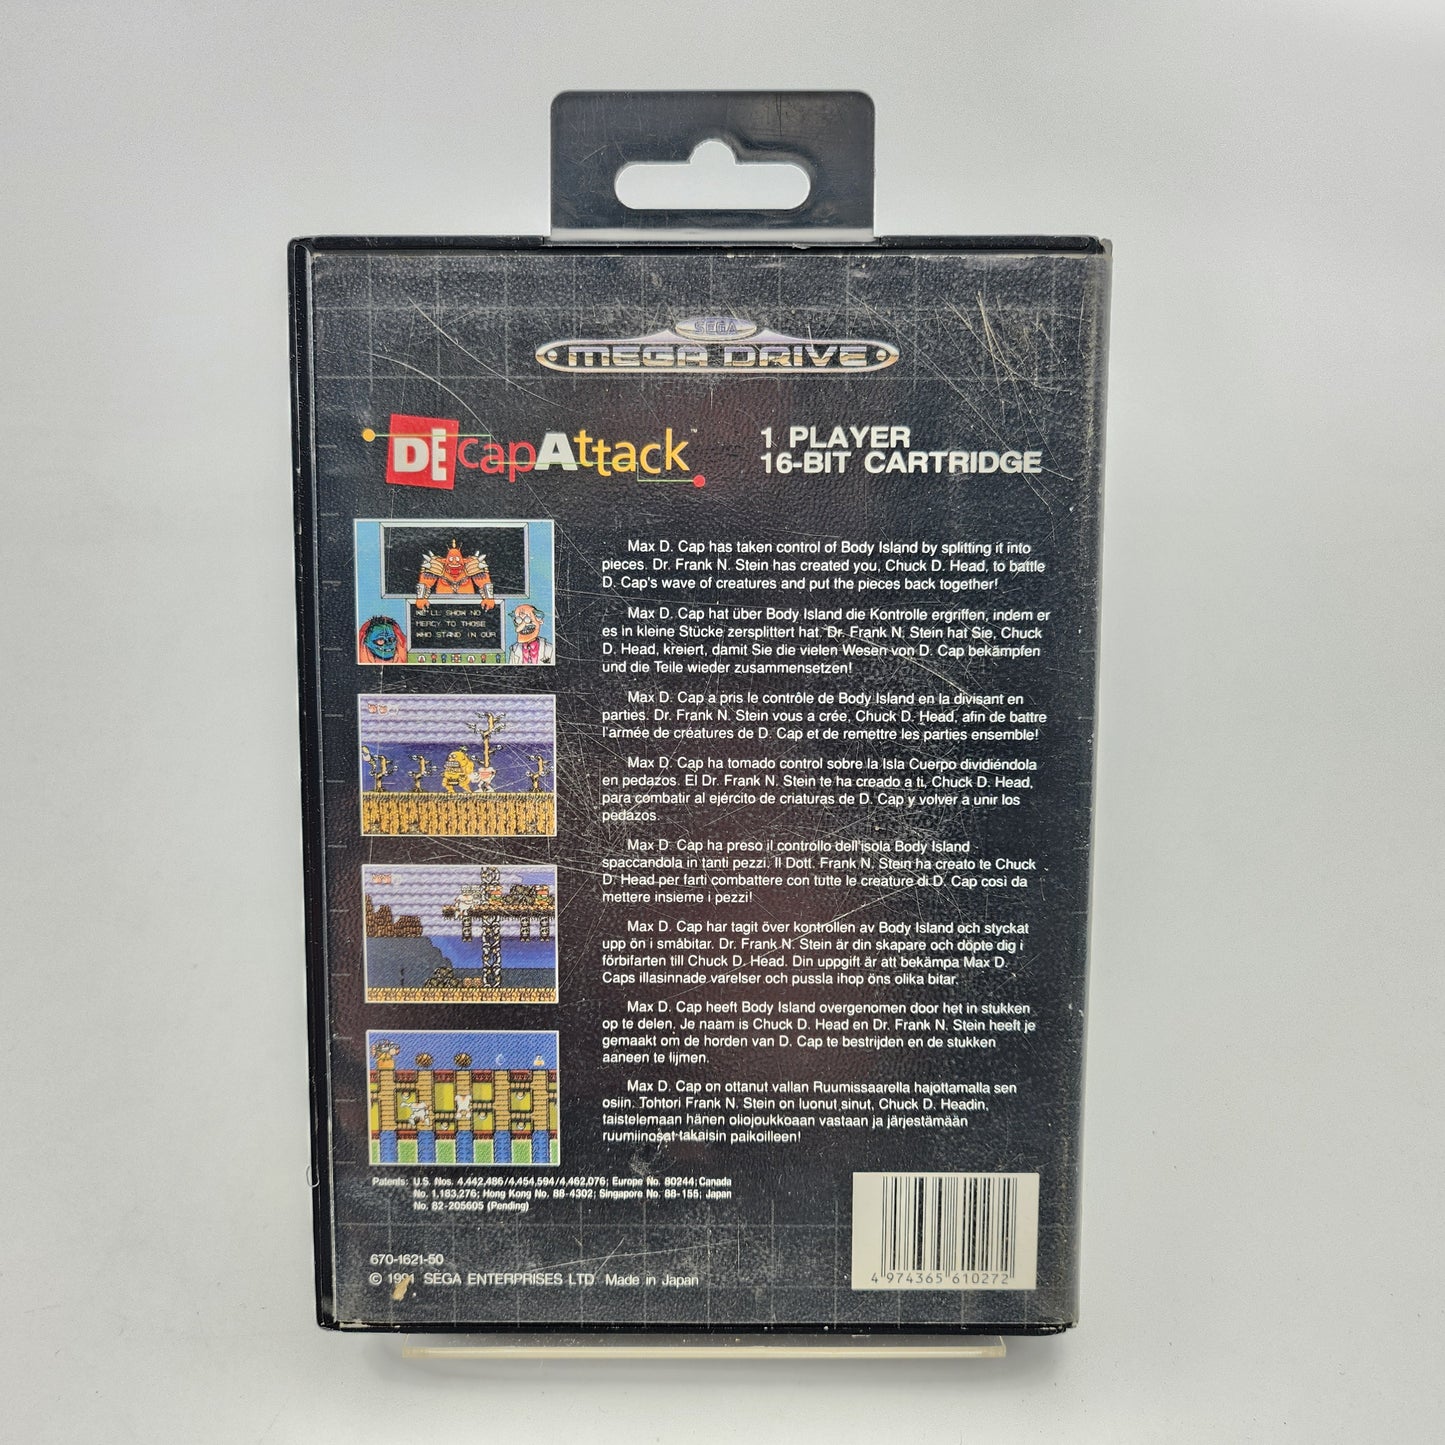 SEGA
MEGA DRIVE
DEcapAttack™
1 PLAYER
16-BIT CARTRIDGE
WE'LL SHOW NO
MERCY TO THOSE
WHO STAND IN OUR
Max D. Cap has taken control of Body Island by splitting it into
pieces. Dr. Frank N. Stein has created you, Chuck D. Head, to battle
D. Cap's wave of creatures and put the pieces back together!
Max D. Cap hat über Body Island die Kontrolle ergriffen, indem er
es in kleine Stücke zersplittert hat. Dr. Frank N. Stein hat Sie, Chuck
D. Head, kreiert, damit Sie die vielen Wesen von D. Cap bekämpfen
und die Teile wieder zusammensetzen!
Max D. Cap a pris le contrôle de Body Island en la divisant en
parties. Dr. Frank N. Stein vous a crée, Chuck D. Head, afin de battre
l'armée de créatures de D. Cap et de remettre les parties ensemble!
Max D. Cap ha tomado control sobre la Isla Cuerpo dividiéndola
en pedazos. El Dr. Frank N. Stein te ha creado a ti, Chuck D. Head,
para combatir al ejército de criaturas de D. Cap y volver a unir los
pedazos.
Max D. Cap ha preso il controllo dell'isola Body Island
spaccandola in tanti pezzi. Il Dott. Frank N. Stein ha creato te Chuck
D. Head per farti combattere con tutte le creature di D. Cap così da
mettere insieme i pezzi!
Max D. Cap har tagit över kontrollen av Body Island och styckat
upp ön i småbitar. Dr. Frank N. Stein är din skapare och döpte dig i
förbifarten till Chuck D. Head. Din uppgift är att bekämpa Max D.
Caps illasinnade varelser och pussla ihop öns olika bitar.
Max D. Cap heeft Body Island overgenomen door het in stukken
op te delen. Je naam is Chuck D. Head en Dr. Frank N. Stein heeft je
gemaakt om de horden van D. Cap te bestrijden en de stukken
aaneen te lijmen.
Max D. Cap on ottanut vallan Ruumissaarella hajottamalla sen
osiin. Tohtori Frank N. Stein on luonut sinut, Chuck D. Headin,
taistelemaan hänen oliojoukkoaan vastaan ja järjestämään
ruumiinosat takaisin paikoilleen!
Patents: U.S. Nos. 4,442,486/4,454,594/4,462,076; Europe No. 80244; Canada
No. 1,183,276; Hong Kong No. 88-4302; Singapore No. 88-155; Japan
No. 82-205605 (Pending)
670-1621-50
© 1991 SEGA ENTERPRISES LTD. Made in Japan
4 974365 610272